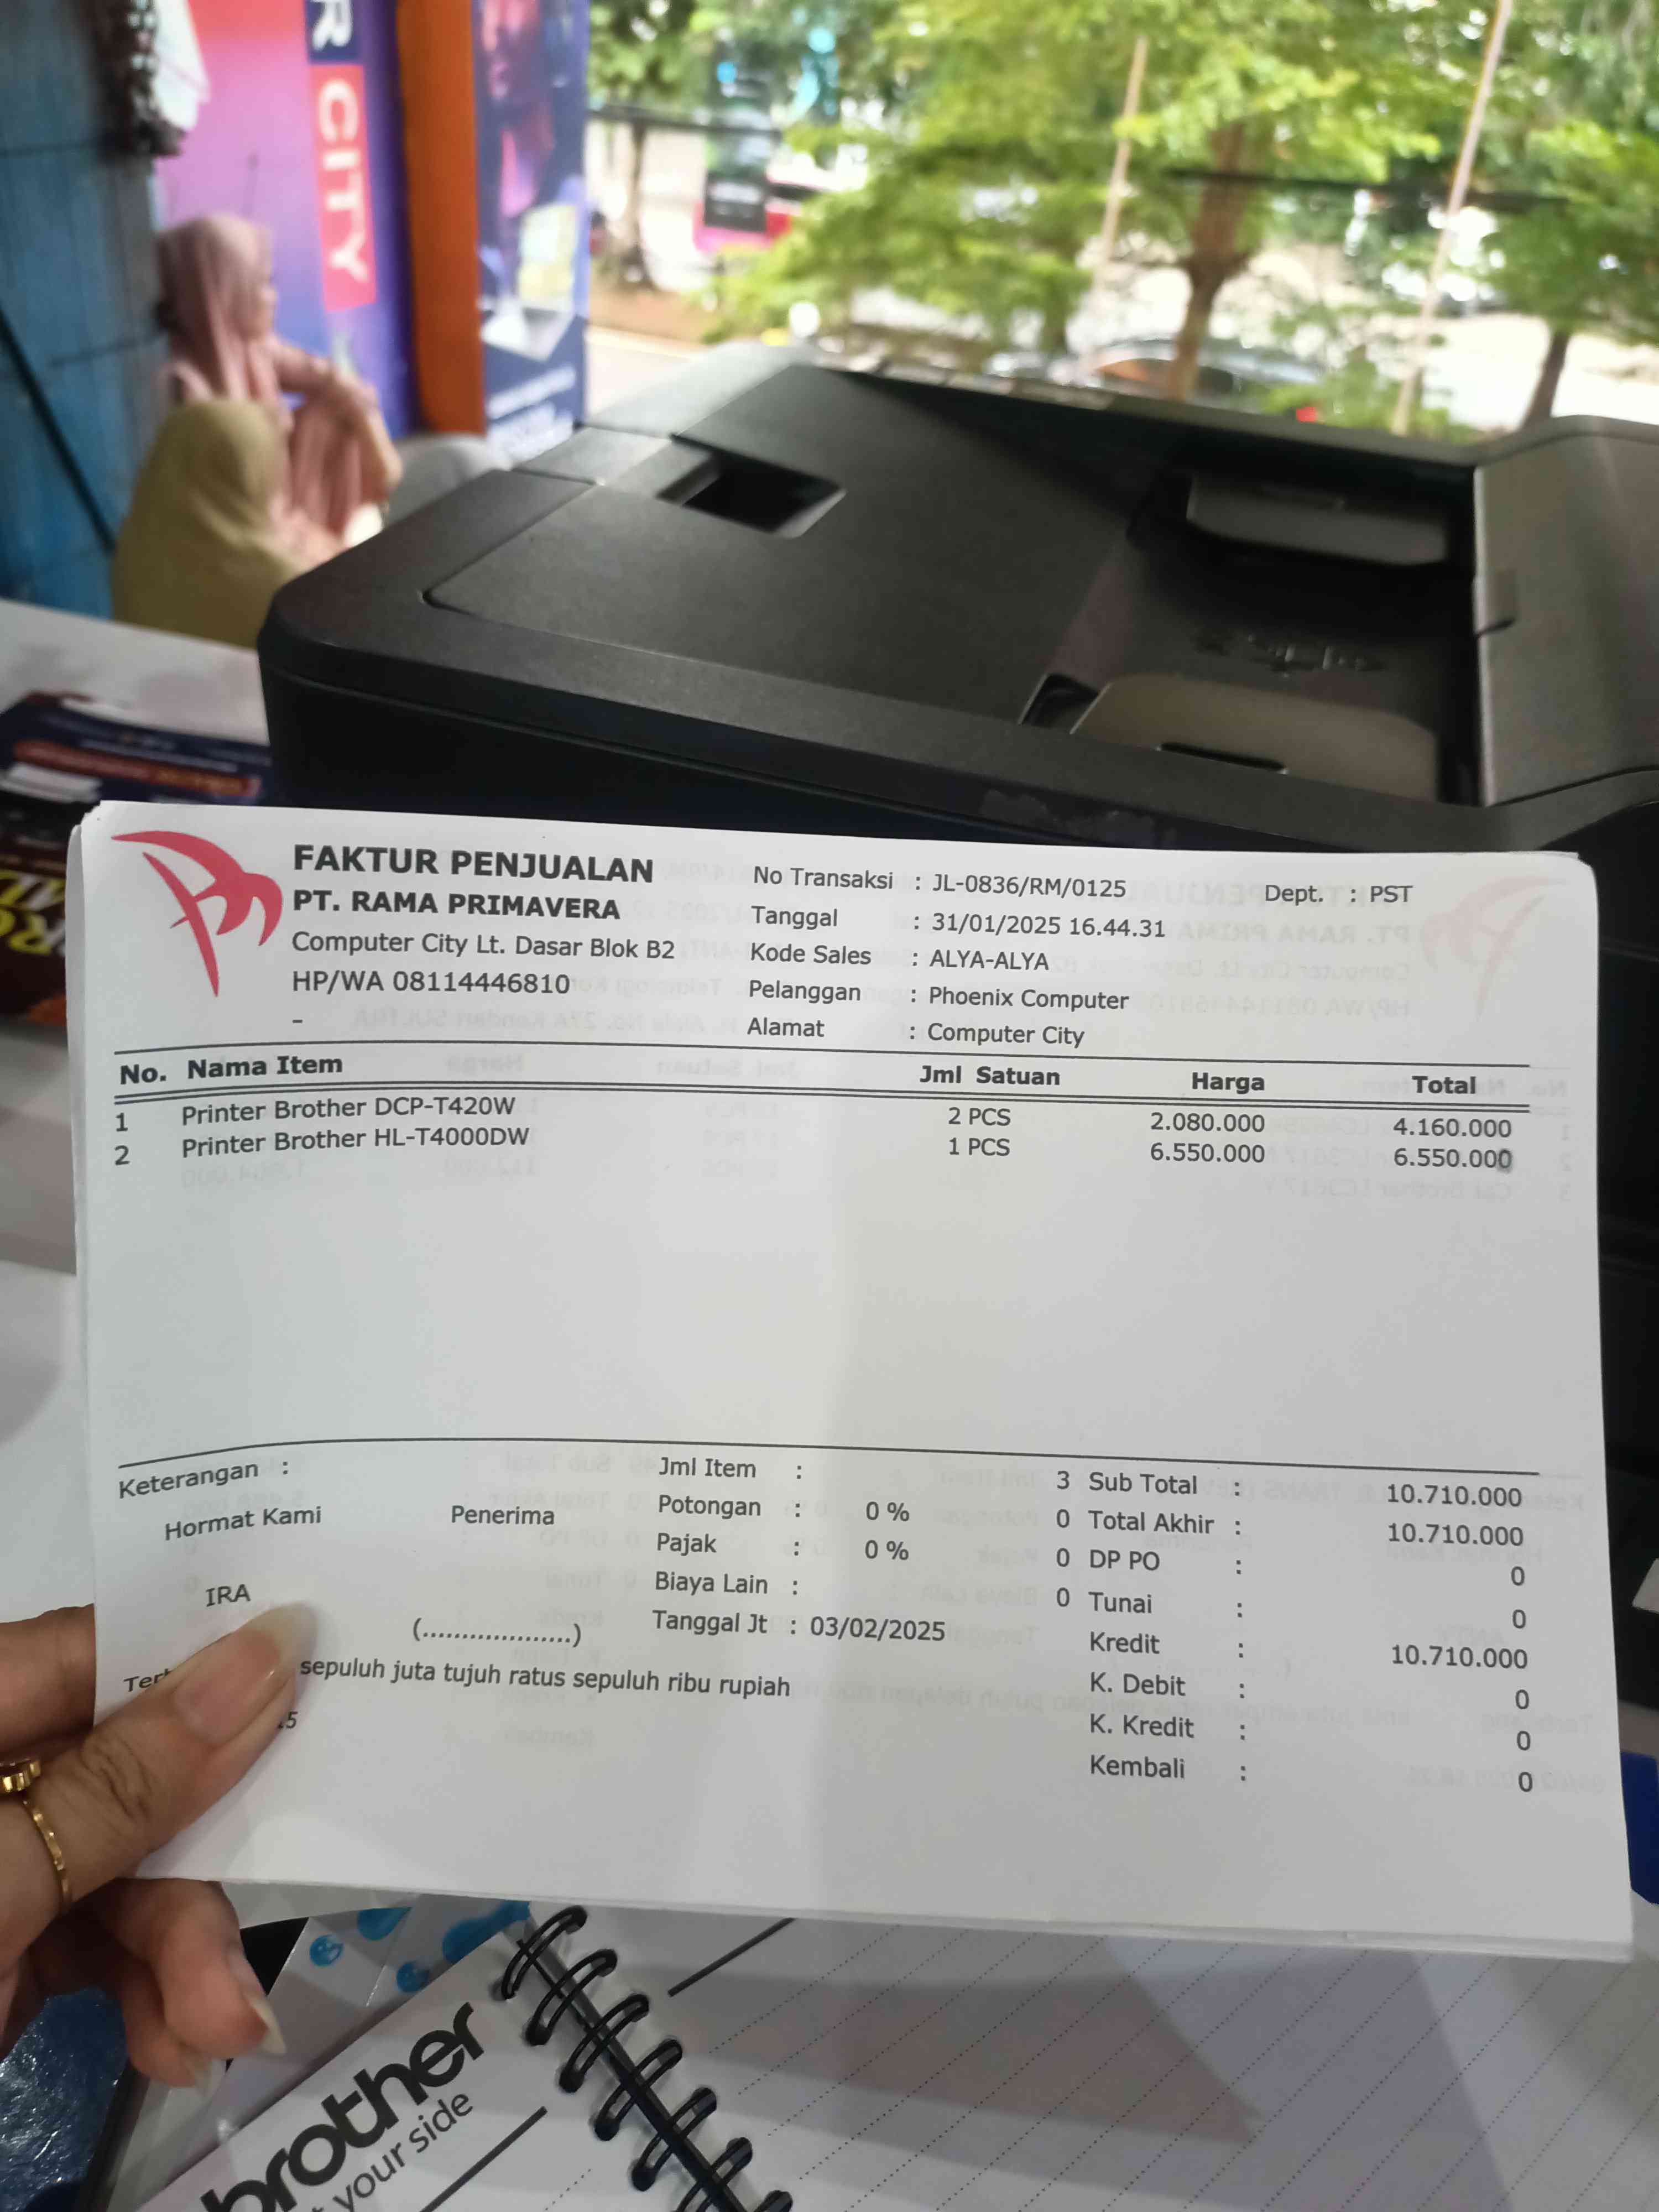 R CITY
FAKTUR PENJUALAN
PT. RAMA PRIMAVERA
Computer City Lt. Dasar Blok B2
HP/WA 08114446810
-
No Transaksi : JL-0836/RM/0125
Tanggal : 31/01/2025 16.44.31
Kode Sales : ALYA-ALYA
Pelanggan : Phoenix Computer
Alamat : Computer City
Dept. : PST
No. Nama Item Jml Satuan Harga Total
1 Printer Brother DCP-T420W 2 PCS 2.080.000 4.160.000
2 Printer Brother HL-T4000DW 1 PCS 6.550.000 6.550.000
Keterangan :
Hormat Kami Penerima
IRA
(...................)
Jml Item : 3
Potongan : 0 % 0
Pajak : 0 % 0
Biaya Lain : 0
Tanggal Jt : 03/02/2025
Sub Total : 10.710.000
Total Akhir : 10.710.000
DP PO : 0
Tunai : 0
Kredit : 10.710.000
K. Debit : 0
K. Kredit : 0
Kembali : 0
sepuluh juta tujuh ratus sepuluh ribu rupiah
brother
your side